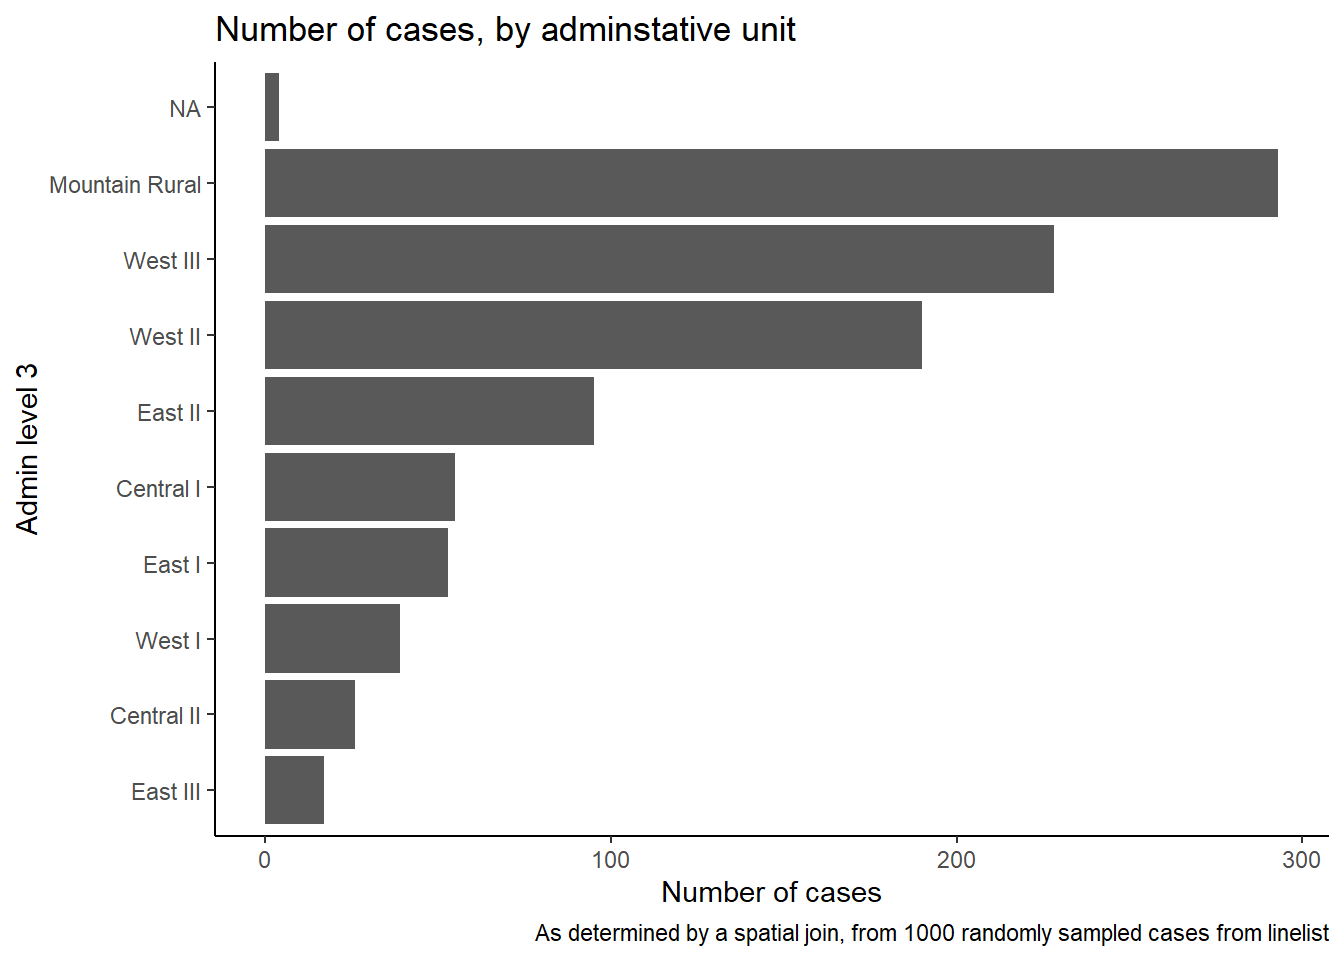 Number of cases, by adminstative unit
NA
Mountain Rural
West III
West II
East II
Central I
East I
West I
Central II
East III
Admin level 3
0 100 200 300
Number of cases
As determined by a spatial join, from 1000 randomly sampled cases from linelist